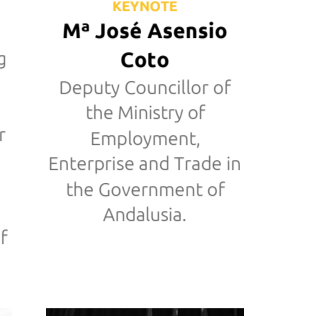 KEYNOTE
Mª José Asensio
Coto
Deputy Councillor of
the Ministry of
Employment,
Enterprise and Trade in
the Government of
Andalusia.
g
r
f